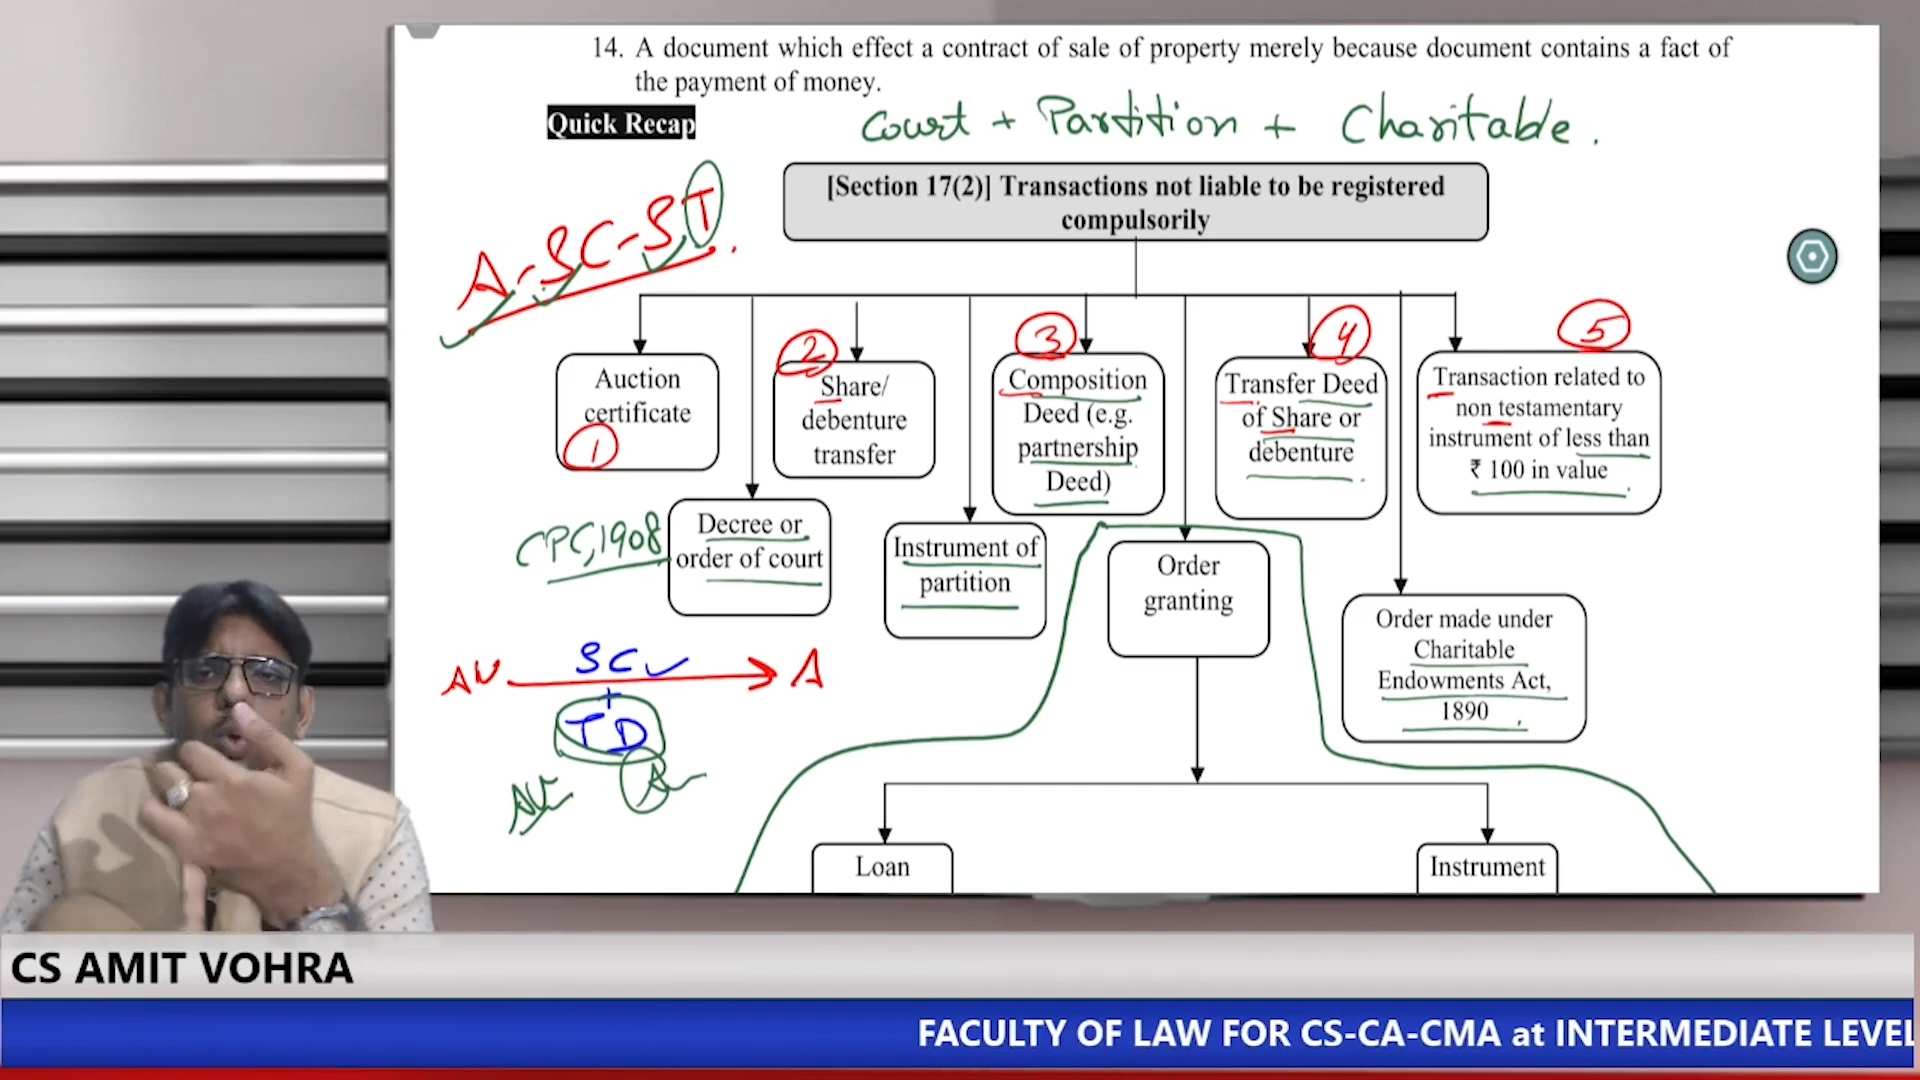 14. A document which effect a contract of sale of property merely because document contains a fact of
the payment of money.
Quick Recap
Court + Partition + Charitable.
[Section 17(2)] Transactions not liable to be registered
compulsorily
A-SC-ST.
Auction
certificate
1
2
Share/
debenture
transfer
3
Composition
Deed (e.g.
partnership
Deed)
4
Transfer Deed
of Share or
debenture
5
Transaction related to
non testamentary
instrument of less than
₹ 100 in value
CPC, 1908
Decree or
order of court
Instrument of
partition
Order
granting
Order made under
Charitable
Endowments Act,
1890
AV SC A
+
TD
AV A
Loan
Instrument
CS AMIT VOHRA
FACULTY OF LAW FOR CS-CA-CMA at INTERMEDIATE LEVEL